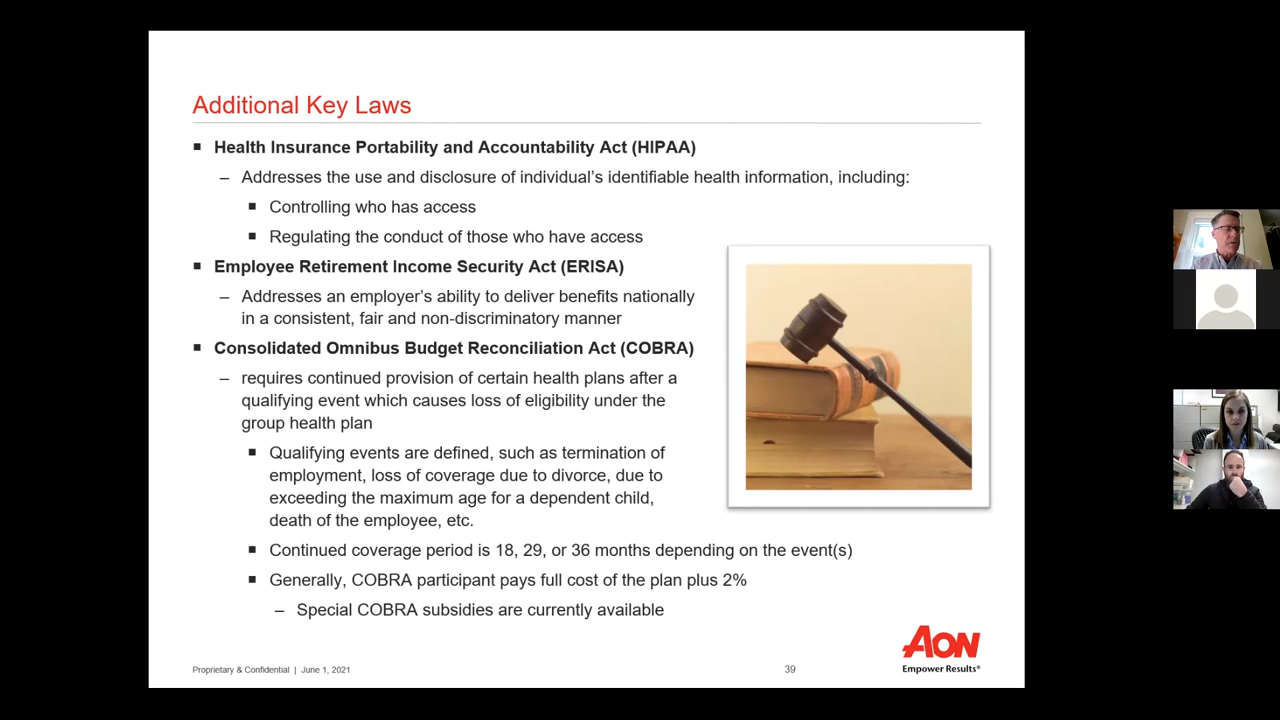 Additional Key Laws
▪ Health Insurance Portability and Accountability Act (HIPAA)
– Addresses the use and disclosure of individual’s identifiable health information, including:
▪ Controlling who has access
▪ Regulating the conduct of those who have access
▪ Employee Retirement Income Security Act (ERISA)
– Addresses an employer’s ability to deliver benefits nationally
in a consistent, fair and non-discriminatory manner
▪ Consolidated Omnibus Budget Reconciliation Act (COBRA)
– requires continued provision of certain health plans after a
qualifying event which causes loss of eligibility under the
group health plan
▪ Qualifying events are defined, such as termination of
employment, loss of coverage due to divorce, due to
exceeding the maximum age for a dependent child,
death of the employee, etc.
▪ Continued coverage period is 18, 29, or 36 months depending on the event(s)
▪ Generally, COBRA participant pays full cost of the plan plus 2%
– Special COBRA subsidies are currently available
AON
Empower Results®
Proprietary & Confidential | June 1, 2021
39